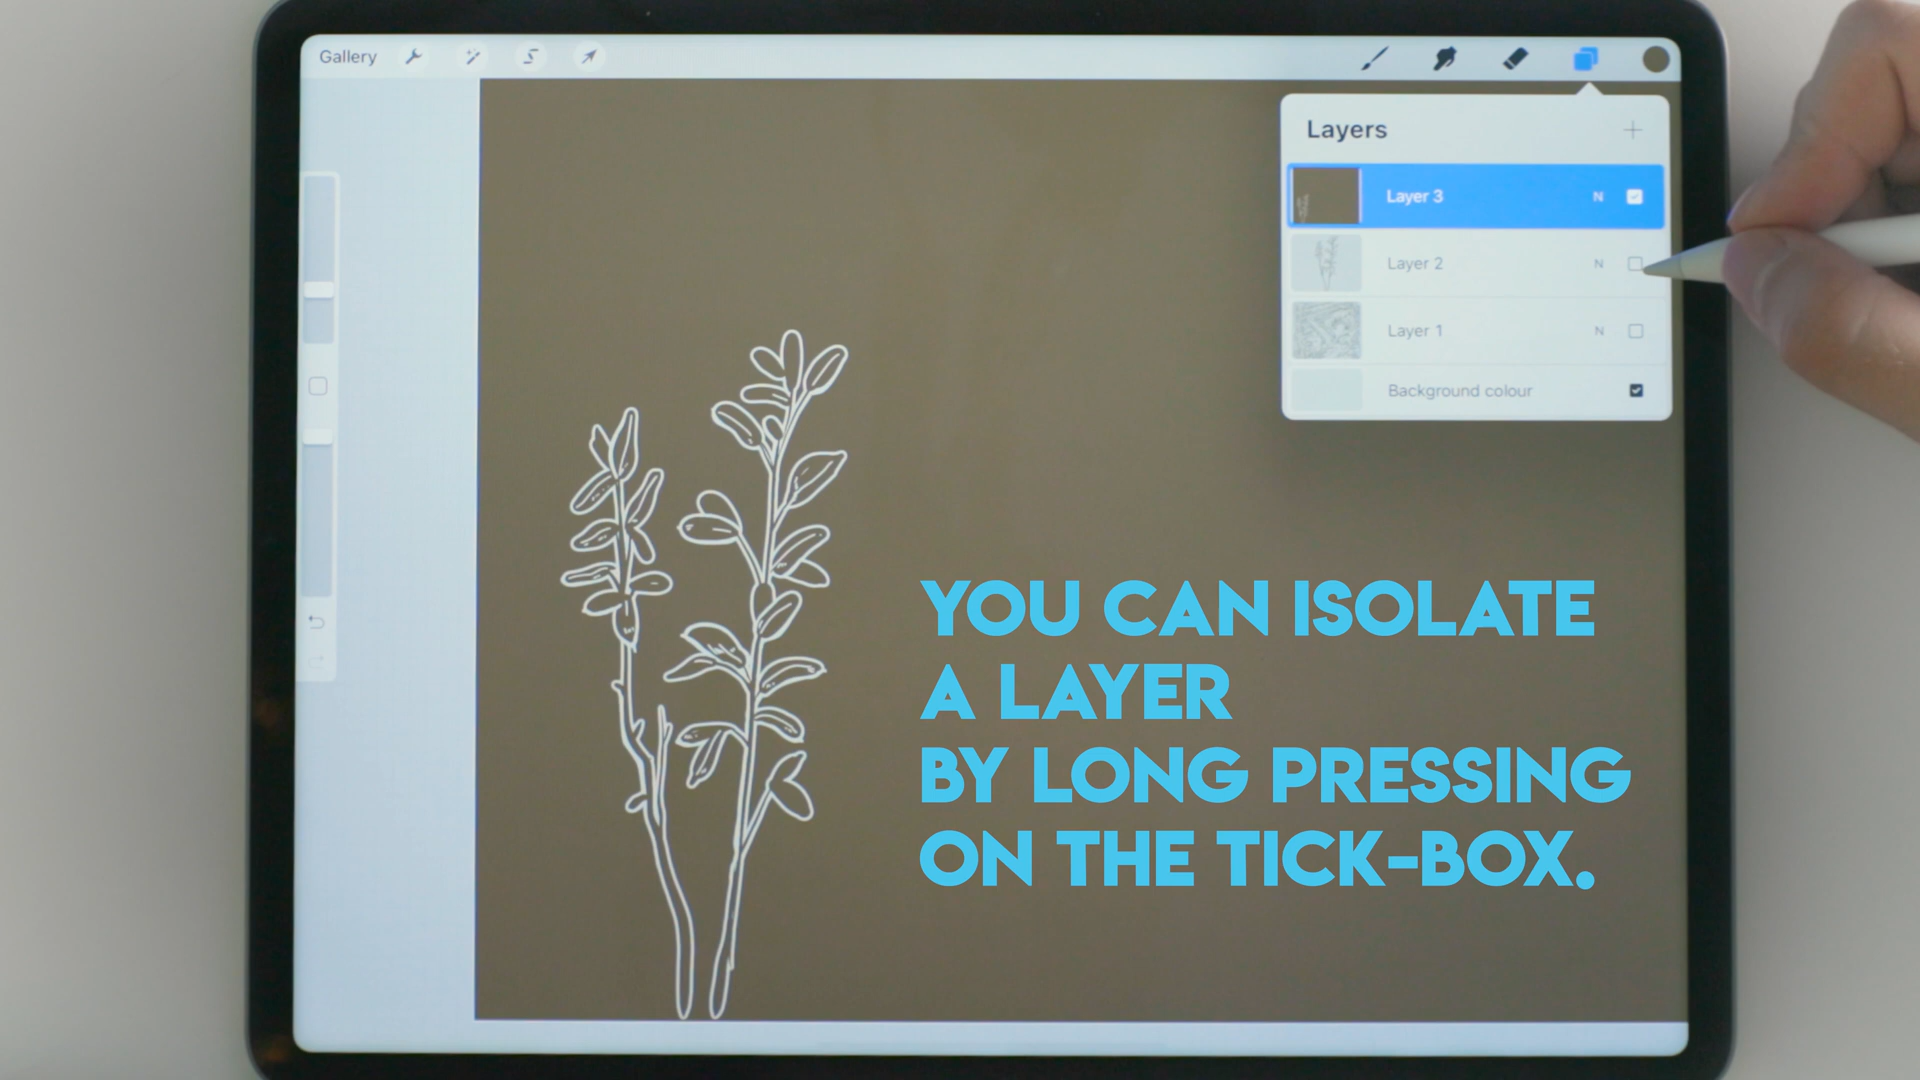 Gallery
Layers
Layer 3 N
Layer 2 N
Layer 1 N
Background colour
YOU CAN ISOLATE
A LAYER
BY LONG PRESSING
ON THE TICK-BOX.